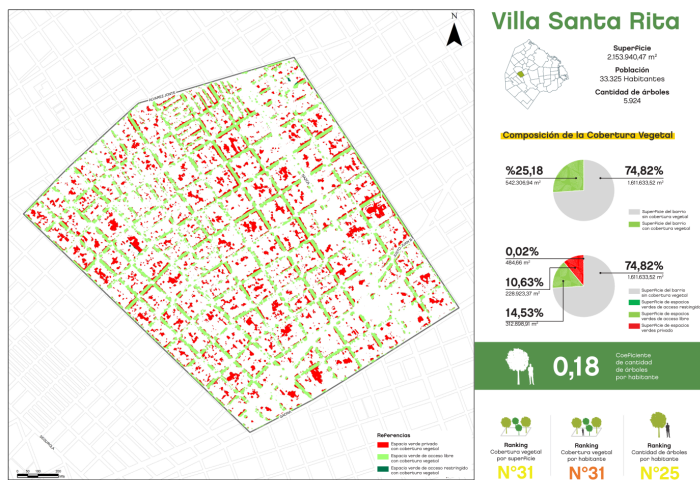 Villa Santa Rita
N
Superficie
2.153.940,47 m²
Población
33.325 Habitantes
Cantidad de árboles
5.924
ALVAREZ JONTE
Composición de la Cobertura Vegetal
%25,18
542.306,94 m²
74,82%
1.611.633,52 m²
Superficie del barrio
sin cobertura vegetal
Superficie del barrio
con cobertura vegetal
0,02%
484,66 m²
10,63%
228.923,37 m²
14,53%
312.898,91 m²
74,82%
1.611.633,52 m²
Superficie del barrio
sin cobertura vegetal
Superficie de espacios
verdes de acceso restringido
Superficie de espacios
verdes de acceso libre
Superficie de espacios
verdes privado
0,18
Coeficiente
de cantidad
de árboles
por habitante
Ranking
Cobertura vegetal
por superficie
N°31
Ranking
Cobertura vegetal
por habitante
N°31
Ranking
Cantidad de árboles
por habitante
N°25
Referencias
Espacio verde privado
con cobertura vegetal
Espacio verde de acceso libre
con cobertura vegetal
Espacio verde de acceso restringido
con cobertura vegetal